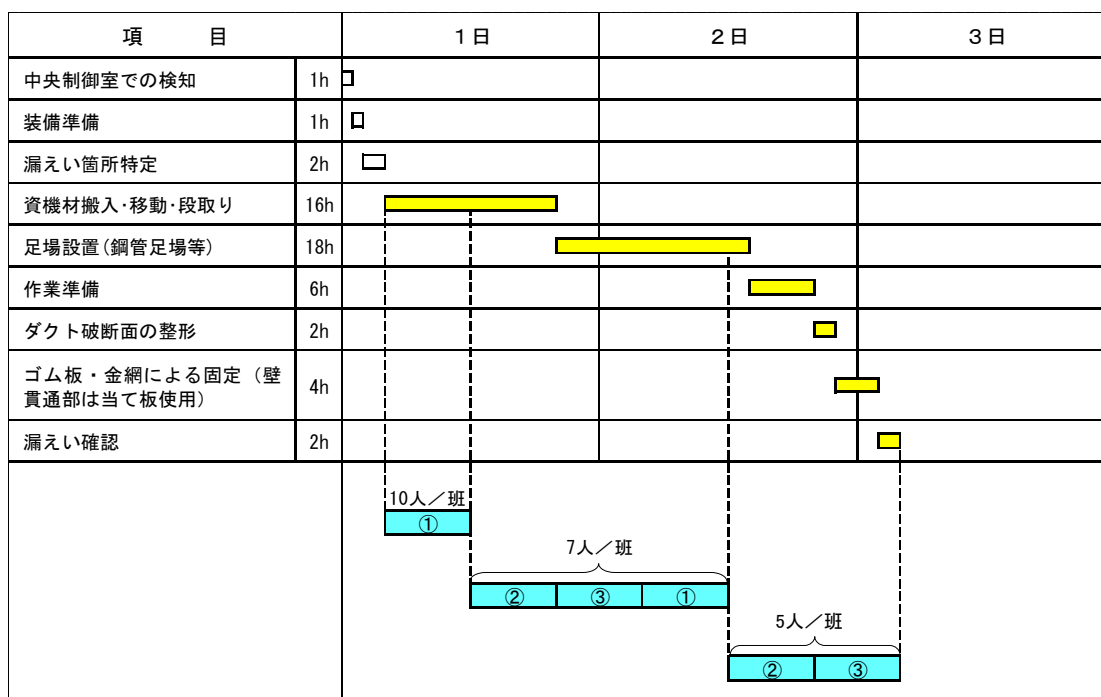 項　　　目
１日
２日
３日
中央制御室での検知
1h
装備準備
1h
漏えい箇所特定
2h
資機材搬入･移動･段取り
16h
足場設置(鋼管足場等)
18h
作業準備
6h
ダクト破断面の整形
2h
ゴム板・金網による固定（壁
貫通部は当て板使用）
4h
漏えい確認
2h
10人／班
①
7人／班
② ③ ①
5人／班
② ③